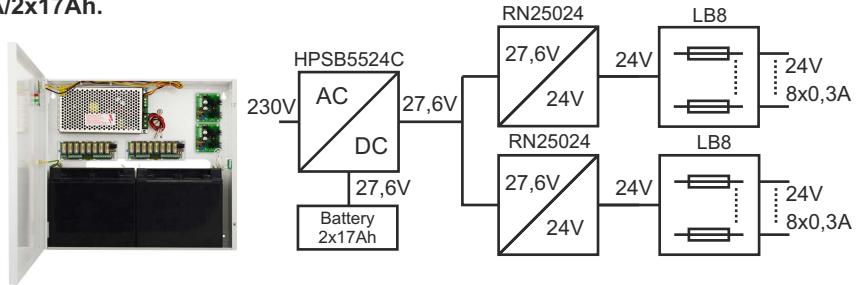 A/2x17Ah.
RN25024
LB8
HPSB5524C
27,6V
24V
24V
24V
8x0,3A
230V
AC
DC
27,6V
RN25024
LB8
27,6V
24V
24V
24V
8x0,3A
27,6V
Battery
2x17Ah